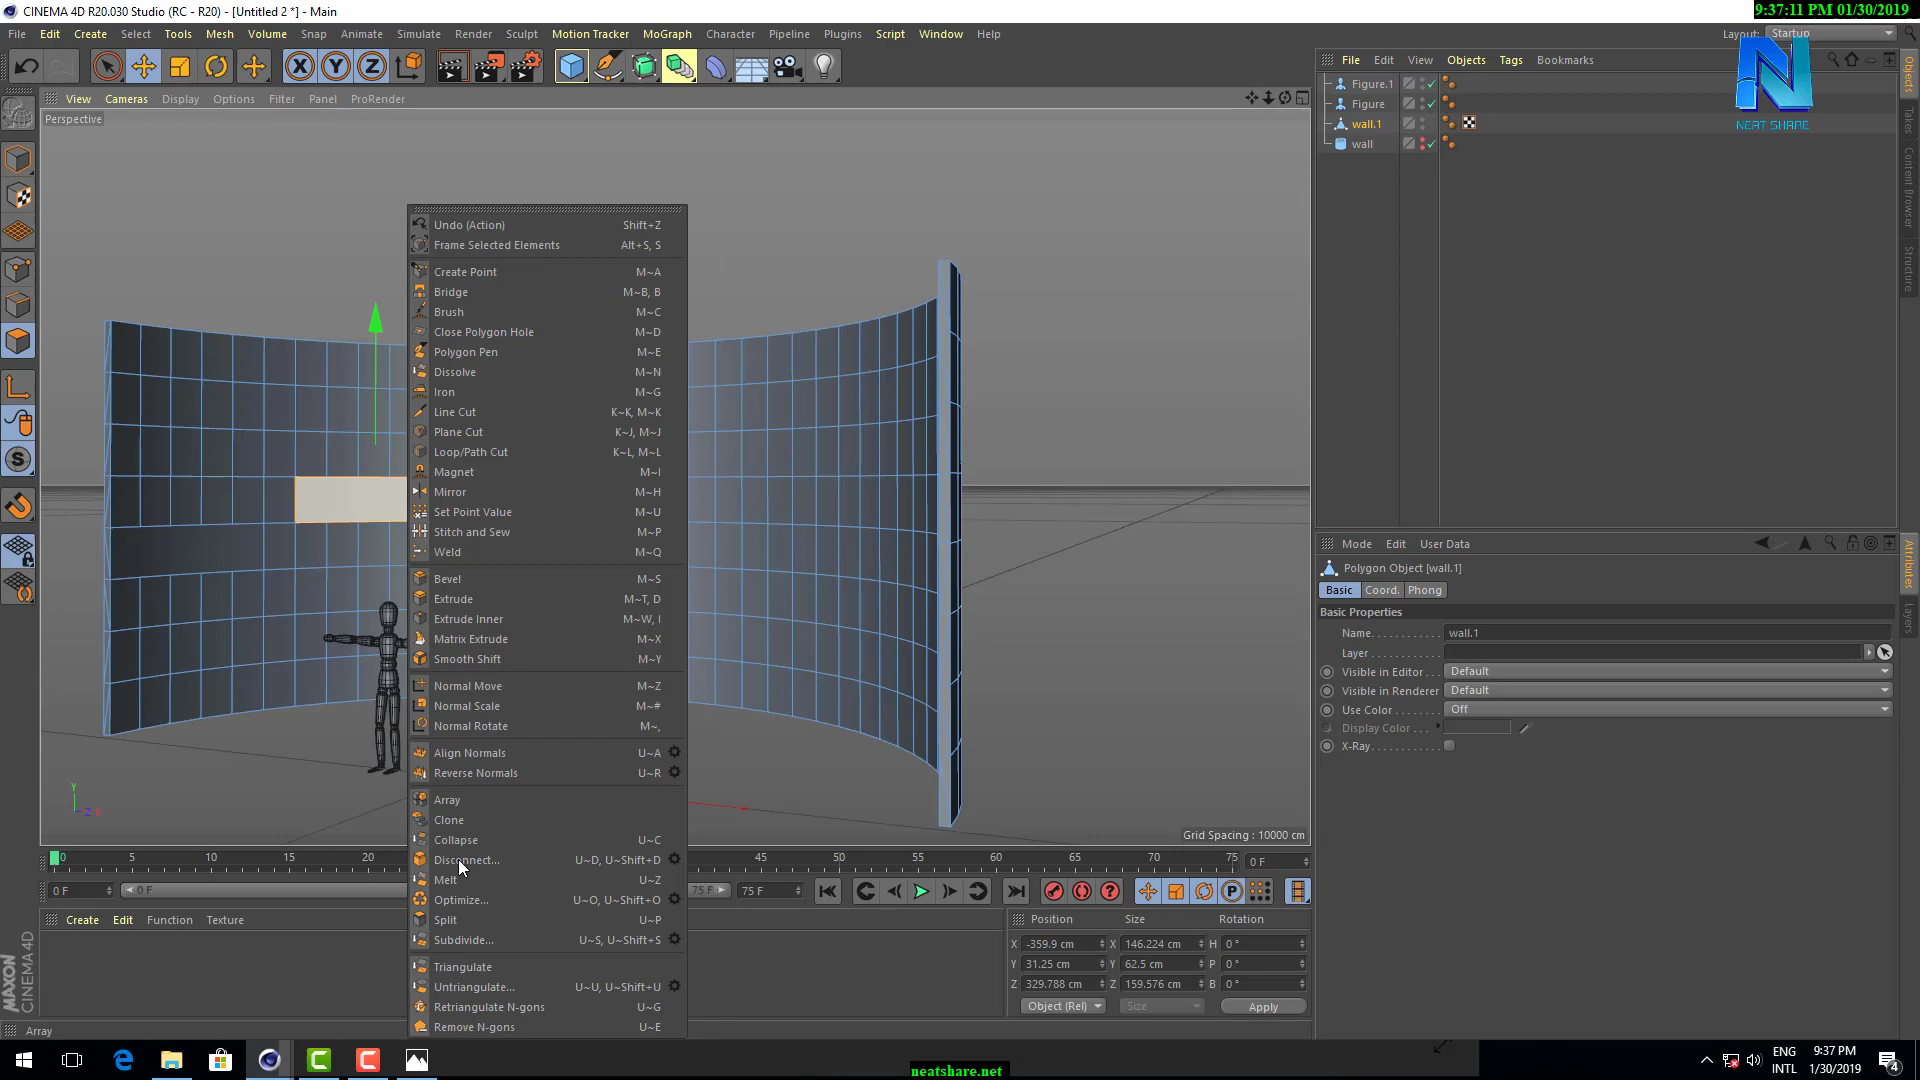 CINEMA 4D R20.030 Studio (RC - R20) - [Untitled 2 *] - Main
9:37:11 PM 01/30/2019
File Edit Create Select Tools Mesh Volume Snap Animate Simulate Render Sculpt Motion Tracker MoGraph Character Pipeline Plugins Script Window Help
Layout: Startup
View Cameras Display Options Filter Panel ProRender
Perspective
File Edit View Objects Tags Bookmarks
Figure.1
Figure
wall.1
wall
NEAT SHARE
Objects
Takes
Content Browser
Structure
Undo (Action) Shift+Z
Frame Selected Elements Alt+S, S
Create Point M~A
Bridge M~B, B
Brush M~C
Close Polygon Hole M~D
Polygon Pen M~E
Dissolve M~N
Iron M~G
Line Cut K~K, M~K
Plane Cut K~J, M~J
Loop/Path Cut K~L, M~L
Magnet M~I
Mirror M~H
Set Point Value M~U
Stitch and Sew M~P
Weld M~Q
Bevel M~S
Extrude M~T, D
Extrude Inner M~W, I
Matrix Extrude M~X
Smooth Shift M~Y
Normal Move M~Z
Normal Scale M~#
Normal Rotate M~,
Align Normals U~A
Reverse Normals U~R
Array
Clone
Collapse U~C
Disconnect... U~D, U~Shift+D
Melt U~Z
Optimize... U~O, U~Shift+O
Split U~P
Subdivide... U~S, U~Shift+S
Triangulate
Untriangulate... U~U, U~Shift+U
Retriangulate N-gons U~G
Remove N-gons U~E
Mode Edit User Data
Polygon Object [wall.1]
Basic Coord. Phong
Basic Properties
Name wall.1
Layer
Visible in Editor Default
Visible in Renderer Default
Use Color Off
Display Color
X-Ray
Attributes
Layers
Y
Z X
Grid Spacing : 10000 cm
0 5 10 15 20 45 50 55 60 65 70 75 0 F
0 F 0 F 75 F 75 F
Create Edit Function Texture
Position Size Rotation
X -359.9 cm X 146.224 cm H 0 °
Y 31.25 cm Y 62.5 cm P 0 °
Z 329.788 cm Z 159.576 cm B 0 °
Object (Rel) Size Apply
MAXON
CINEMA 4D
Array
neatshare.net
ENG
INTL
9:37 PM
1/30/2019
4